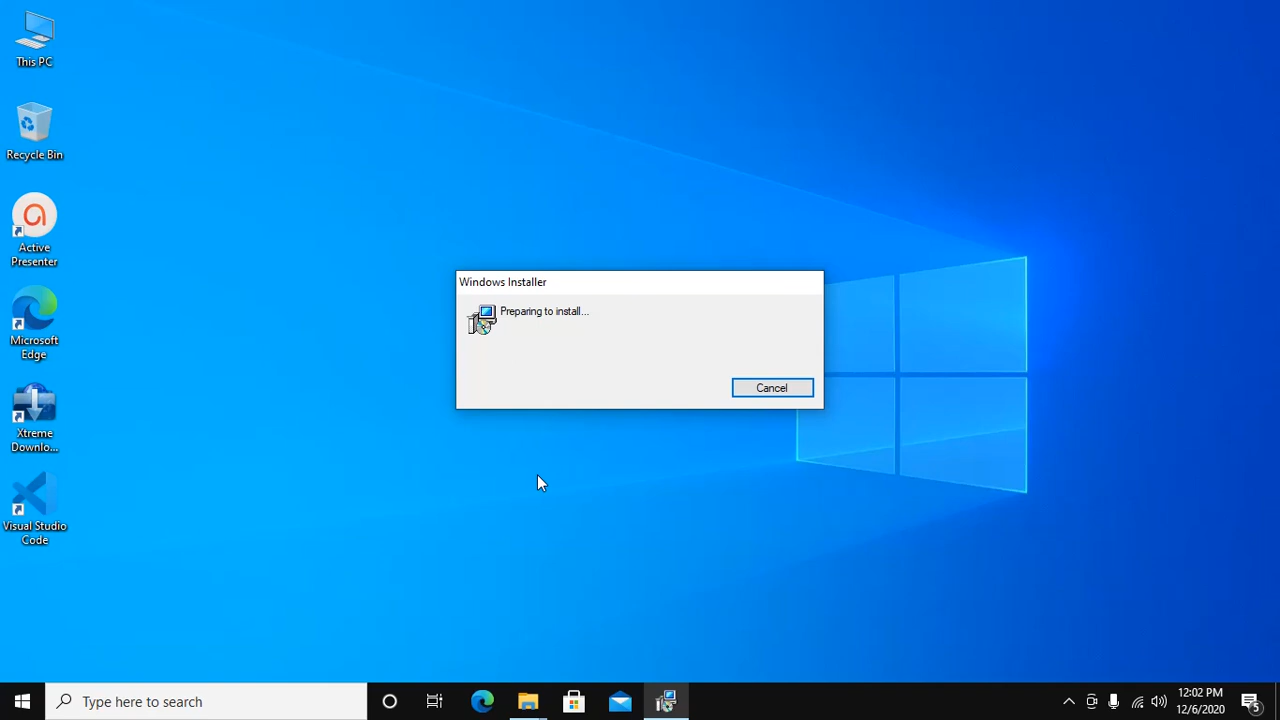 This PC
Recycle Bin
Active
Presenter
Microsoft
Edge
Xtreme
Downlo...
Visual Studio
Code
Windows Installer
Preparing to install...
Cancel
Type here to search
12:02 PM
12/6/2020
5